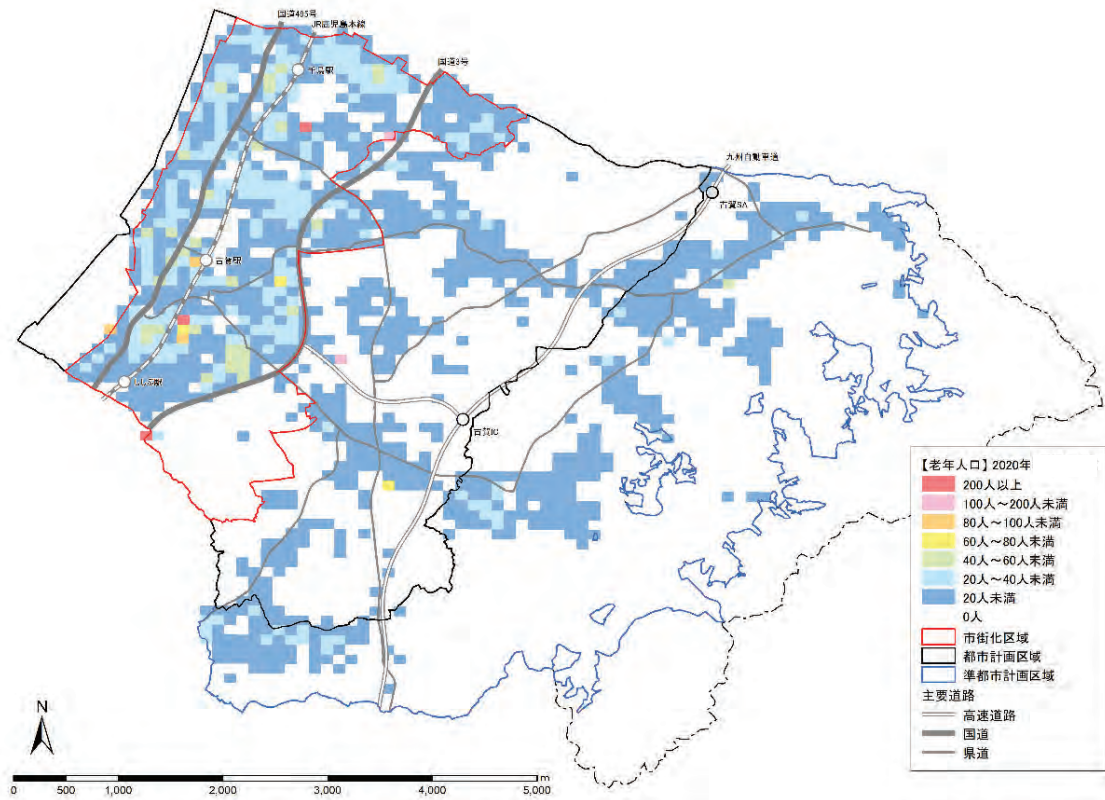 国道495号
JR鹿児島本線
国道3号
千鳥駅
九州自動車道
古賀SA
古賀駅
ししぶ駅
古賀IC
【老年人口】2020年
200人以上
100人～200人未満
80人～100人未満
60人～80人未満
40人～60人未満
20人～40人未満
20人未満
0人
市街化区域
都市計画区域
準都市計画区域
主要道路
高速道路
国道
県道
N
0 500 1,000 2,000 3,000 4,000 5,000 m